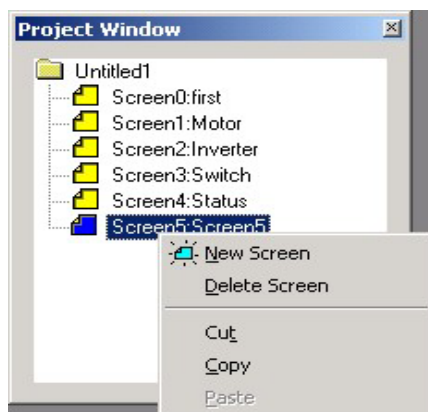 Project Window
Untitled1
Screen0:first
Screen1:Motor
Screen2:Inverter
Screen3:Switch
Screen4:Status
Screen5:Screen5
New Screen
Delete Screen
Cut
Copy
Paste